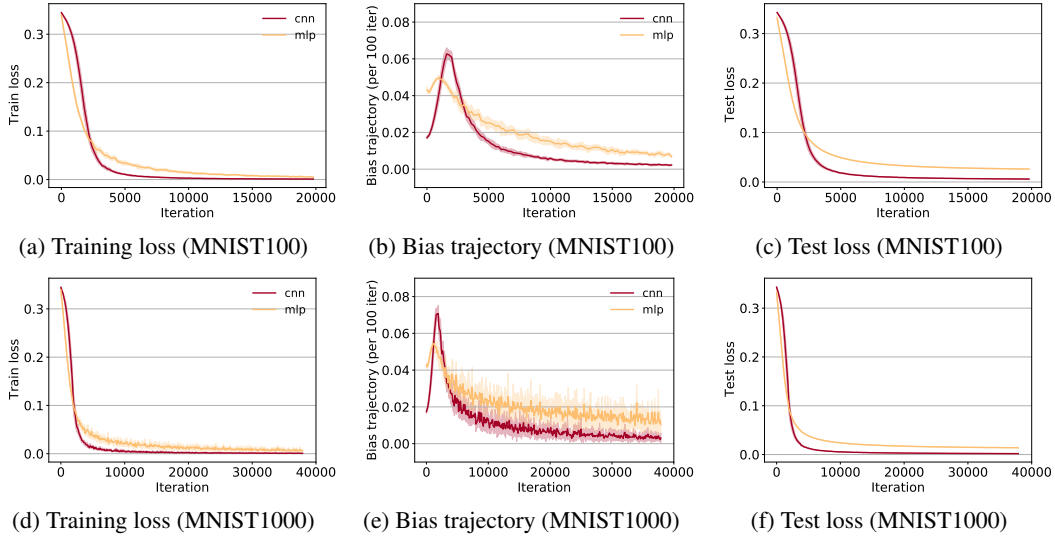 0.3
0.2
0.1
0.0
Train loss
cnn
mlp
0 5000 10000 15000 20000
Iteration
(a) Training loss (MNIST100)
0.08
0.06
0.04
0.02
0.00
Bias trajectory (per 100 iter)
cnn
mlp
0 5000 10000 15000 20000
Iteration
(b) Bias trajectory (MNIST100)
0.3
0.2
0.1
0.0
Test loss
0 5000 10000 15000 20000
Iteration
(c) Test loss (MNIST100)
0.3
0.2
0.1
0.0
Train loss
cnn
mlp
0 10000 20000 30000 40000
Iteration
(d) Training loss (MNIST1000)
0.08
0.06
0.04
0.02
0.00
Bias trajectory (per 100 iter)
cnn
mlp
0 10000 20000 30000 40000
Iteration
(e) Bias trajectory (MNIST1000)
0.3
0.2
0.1
0.0
Test loss
0 10000 20000 30000 40000
Iteration
(f) Test loss (MNIST1000)